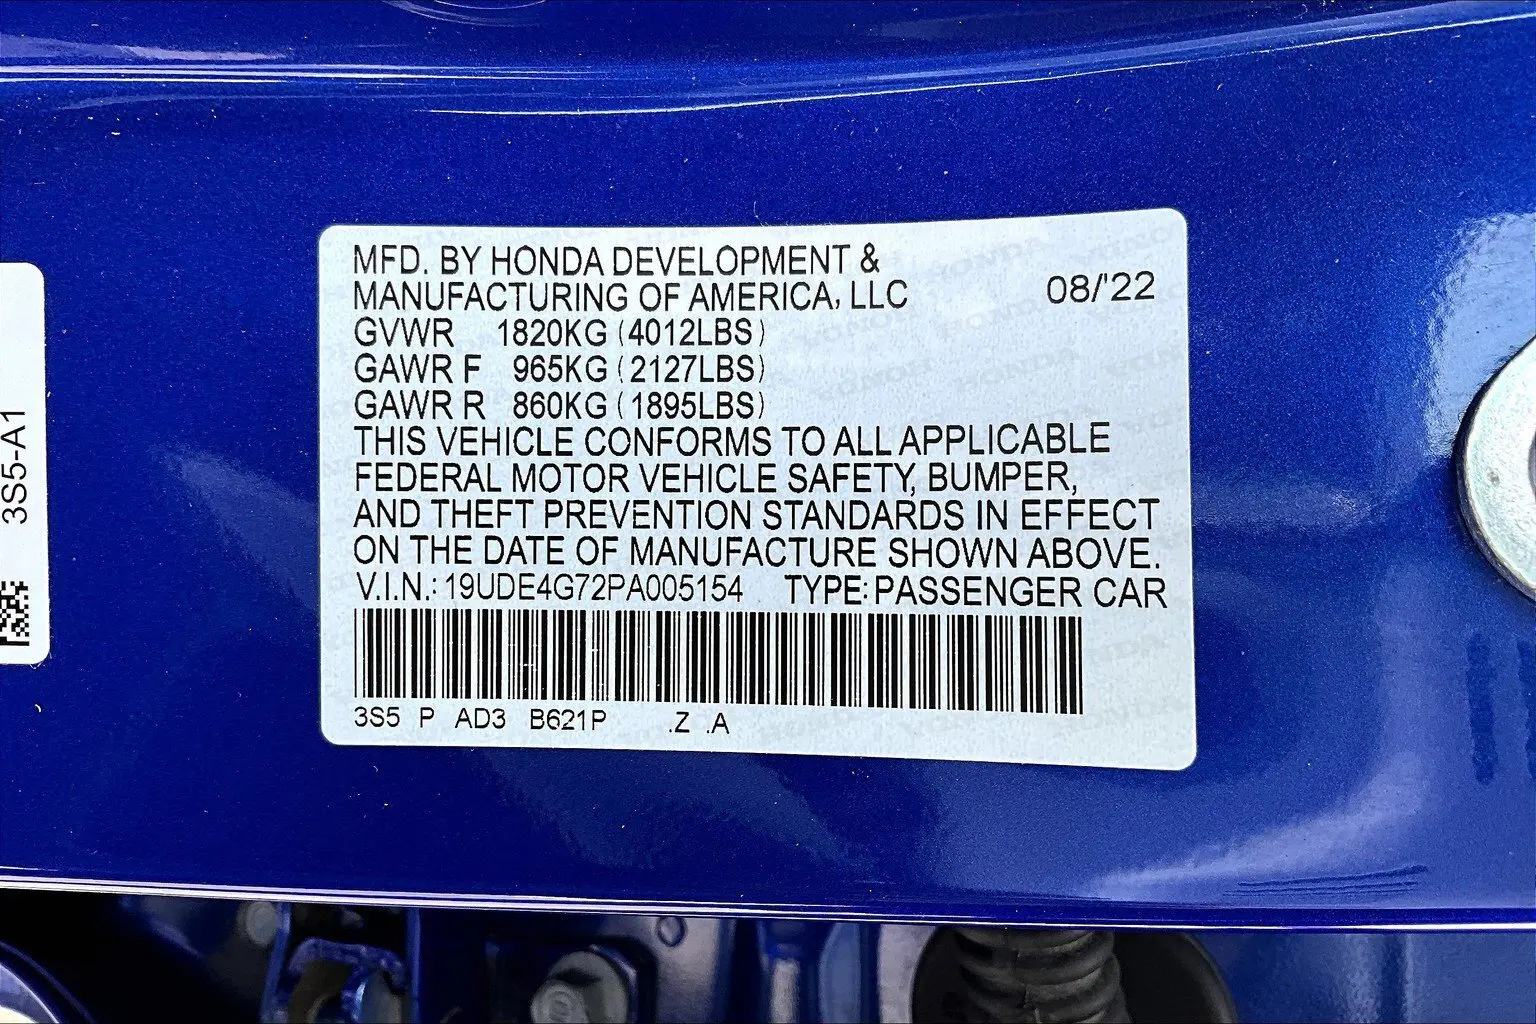 MFD. BY HONDA DEVELOPMENT &
MANUFACTURING OF AMERICA, LLC
08/'22
GVWR 1820KG (4012LBS)
GAWR F 965KG (2127LBS)
GAWR R 860KG (1895LBS)
THIS VEHICLE CONFORMS TO ALL APPLICABLE
FEDERAL MOTOR VEHICLE SAFETY, BUMPER,
AND THEFT PREVENTION STANDARDS IN EFFECT
ON THE DATE OF MANUFACTURE SHOWN ABOVE.
V.I.N.: 19UDE4G72PA005154 TYPE: PASSENGER CAR
3S5 P AD3 B621P .Z .A
3S5-A1